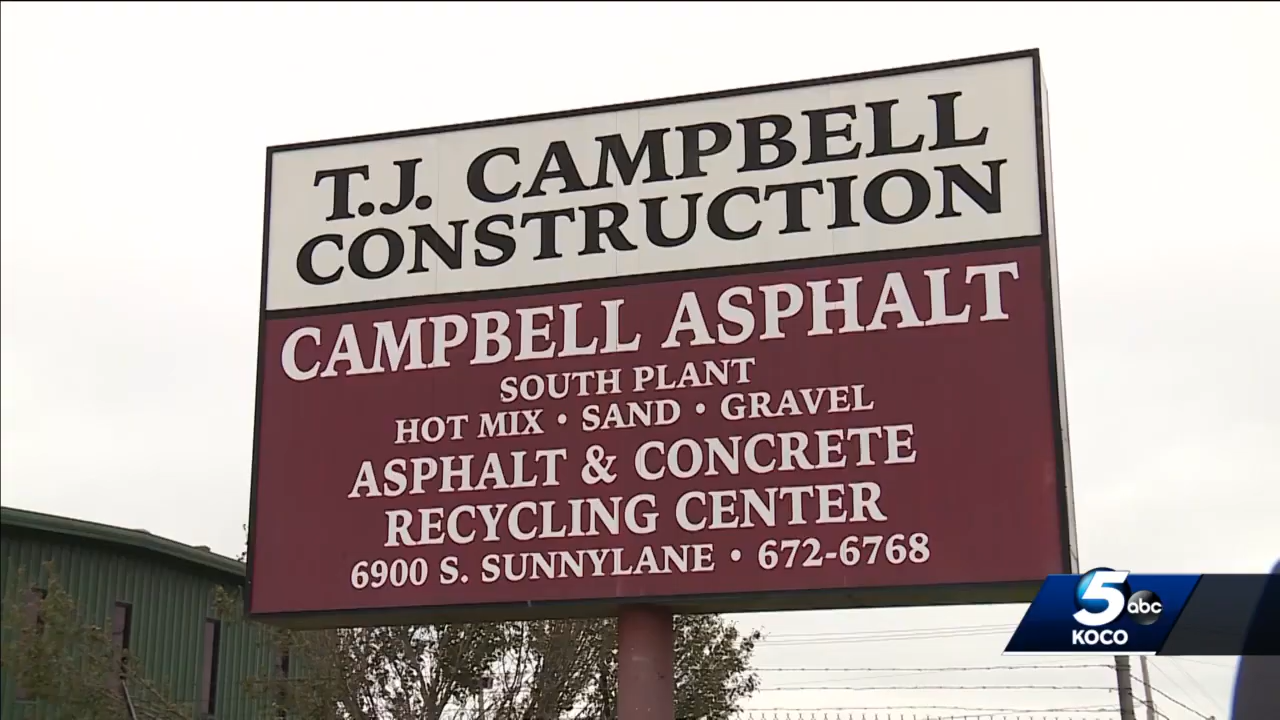 T.J. CAMPBELL
CONSTRUCTION
CAMPBELL ASPHALT
SOUTH PLANT
HOT MIX • SAND • GRAVEL
ASPHALT & CONCRETE
RECYCLING CENTER
6900 S. SUNNYLANE • 672-6768
5 abc
KOCO